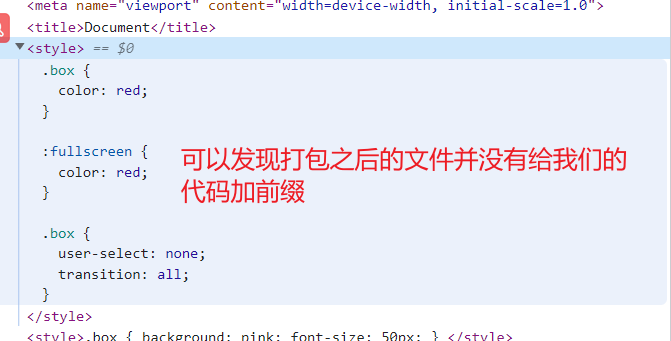 <meta name="viewport" content="width=device-width, initial-scale=1.0">
<title>Document</title>
<style> == $0
.box {
color: red;
}
:fullscreen {
color: red;
}
可以发现打包之后的文件并没有给我们的
代码加前缀
.box {
user-select: none;
transition: all;
}
</style>
<style>.box { background: pink; font-size: 50px; } </style>